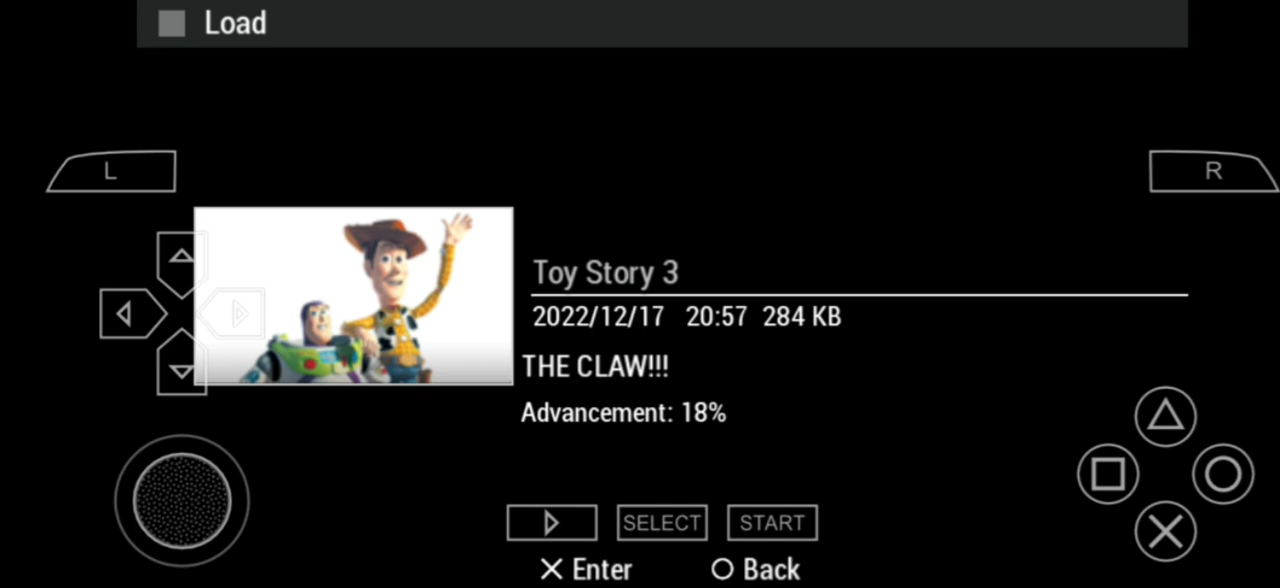 Load
L
R
Toy Story 3
2022/12/17 20:57 284 KB
THE CLAW!!!
Advancement: 18%
SELECT START
Enter Back